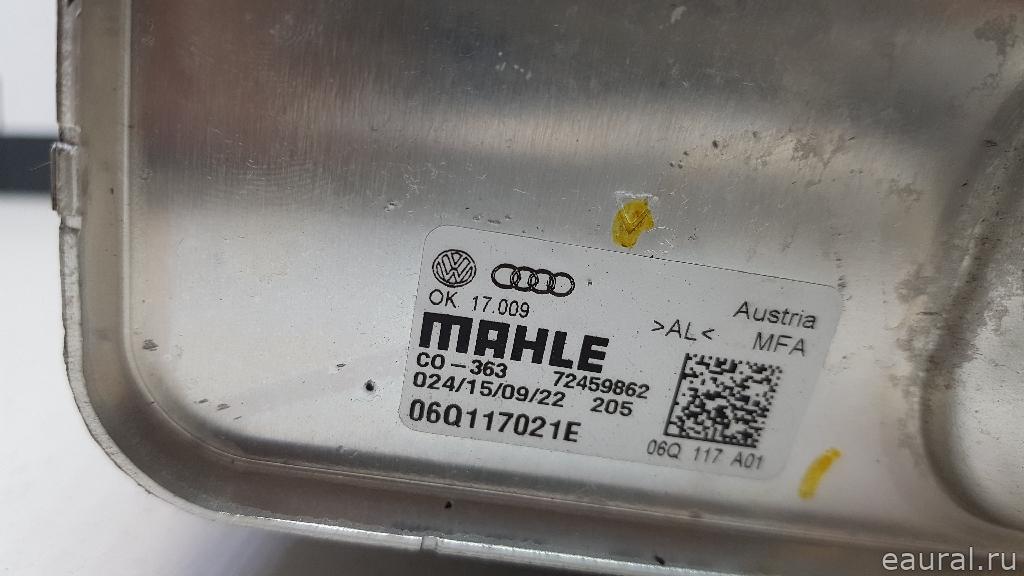 OK 17.009
Austria
>AL< MFA
MAHLE
CO-363 72459862
024/15/09/22 205
06Q117021E
06Q 117 A01
eaural.ru